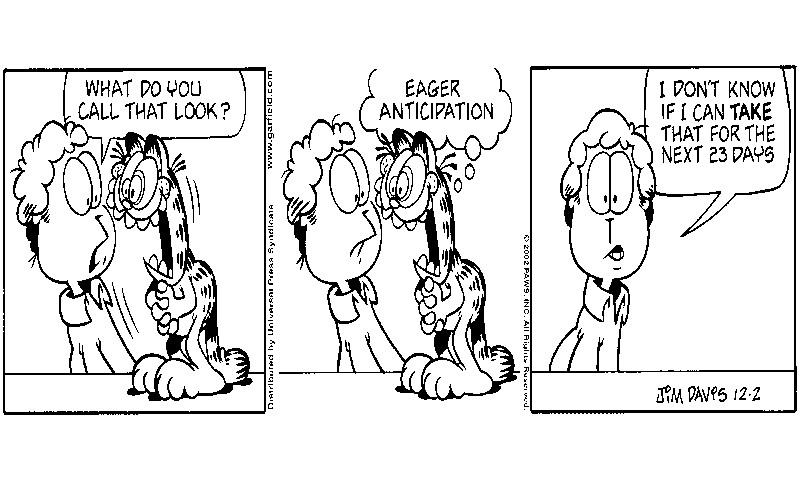 WHAT DO YOU
CALL THAT LOOK?
www.garfield.com
Distributed by Universal Press Syndicate
EAGER
ANTICIPATION
© 2002 PAWS, INC. All Rights Reserved.
I DON'T KNOW
IF I CAN TAKE
THAT FOR THE
NEXT 23 DAYS
JIM DAVIS 12-2